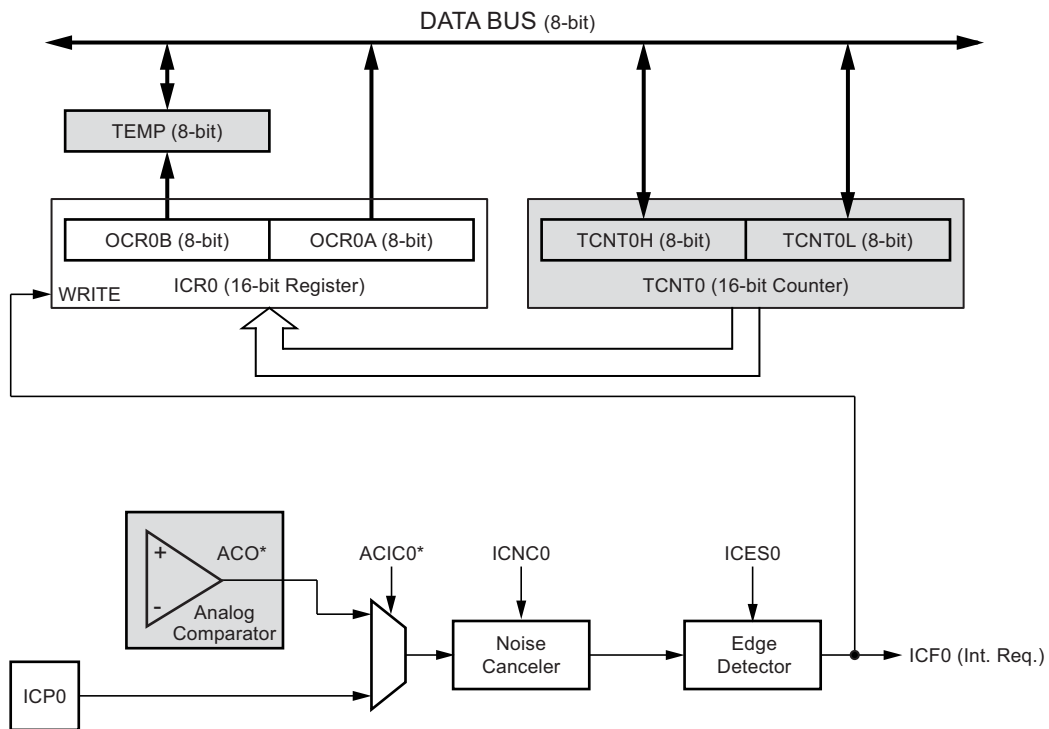 DATA BUS (8-bit)
TEMP (8-bit)
OCR0B (8-bit)
OCR0A (8-bit)
TCNT0H (8-bit)
TCNT0L (8-bit)
ICR0 (16-bit Register)
TCNT0 (16-bit Counter)
WRITE
+
-
ACO*
Analog
Comparator
ACIC0*
ICNC0
ICES0
Noise
Canceler
Edge
Detector
ICF0 (Int. Req.)
ICP0